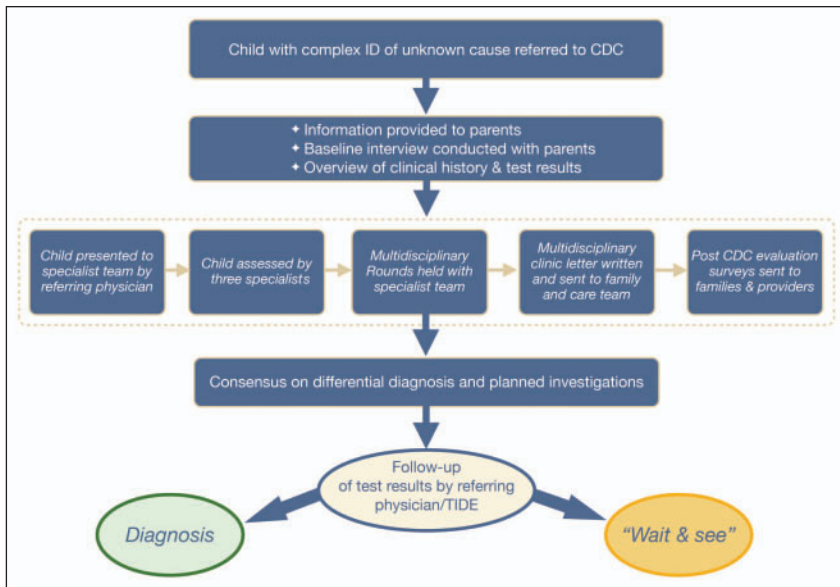 Child with complex ID of unknown cause referred to CDC
✦ Information provided to parents
✦ Baseline interview conducted with parents
✦ Overview of clinical history & test results
Child presented to
specialist team by
referring physician
Child assessed by
three specialists
Multidisciplinary
Rounds held with
specialist team
Multidisciplinary
clinic letter written
and sent to family
and care team
Post CDC evaluation
surveys sent to
families & providers
Consensus on differential diagnosis and planned investigations
Follow-up
of test results by referring
physician/TIDE
Diagnosis
“Wait & see”